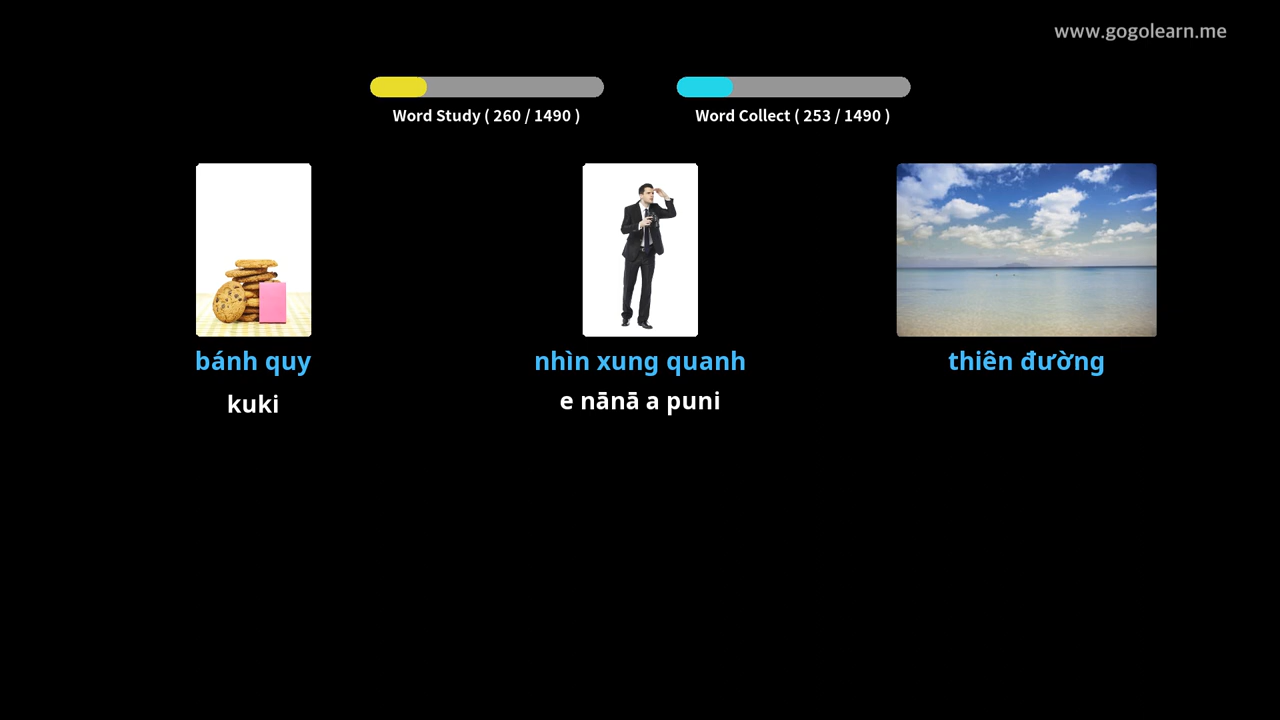 www.gogolearn.me
Word Study ( 260 / 1490 )
Word Collect ( 253 / 1490 )
bánh quy
nhìn xung quanh
thiên đường
kuki
e nānā a puni